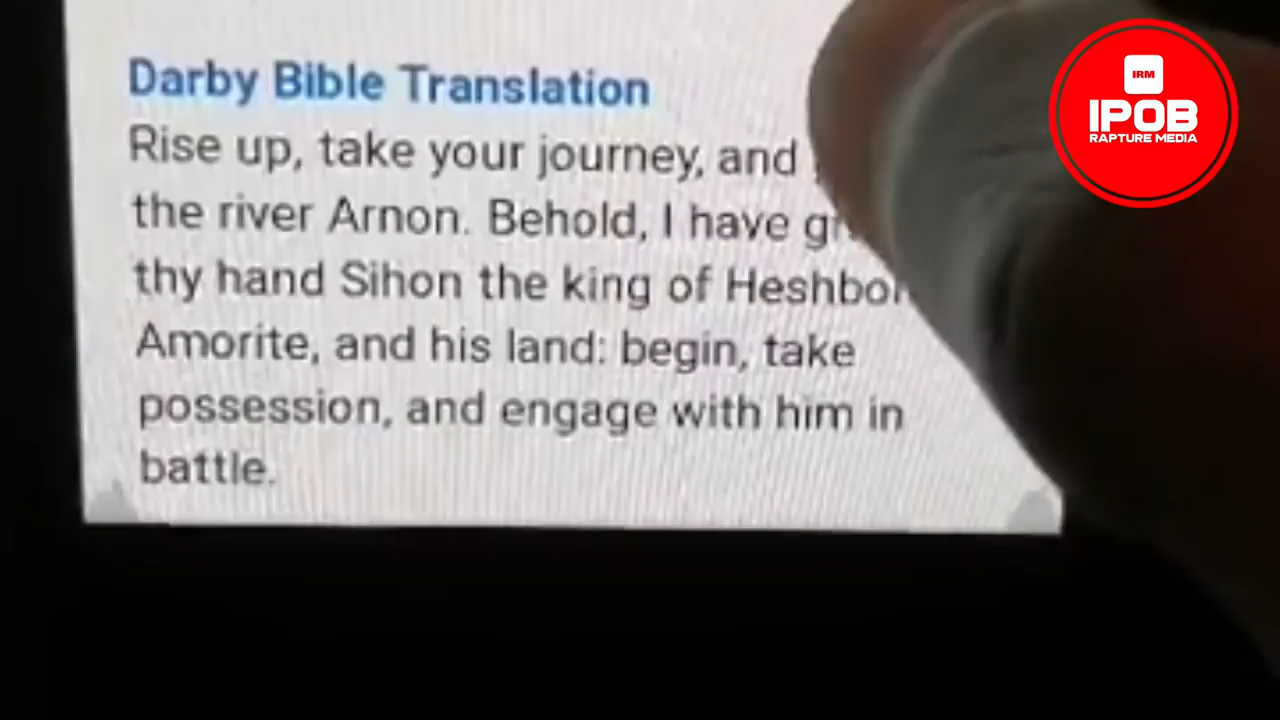 Darby Bible Translation
Rise up, take your journey, and
the river Arnon. Behold, I have
thy hand Sihon the king of
Amorite, and his land: begin, take
possession, and engage with him in
battle.
IRM
IPOB
RAPTURE MEDIA